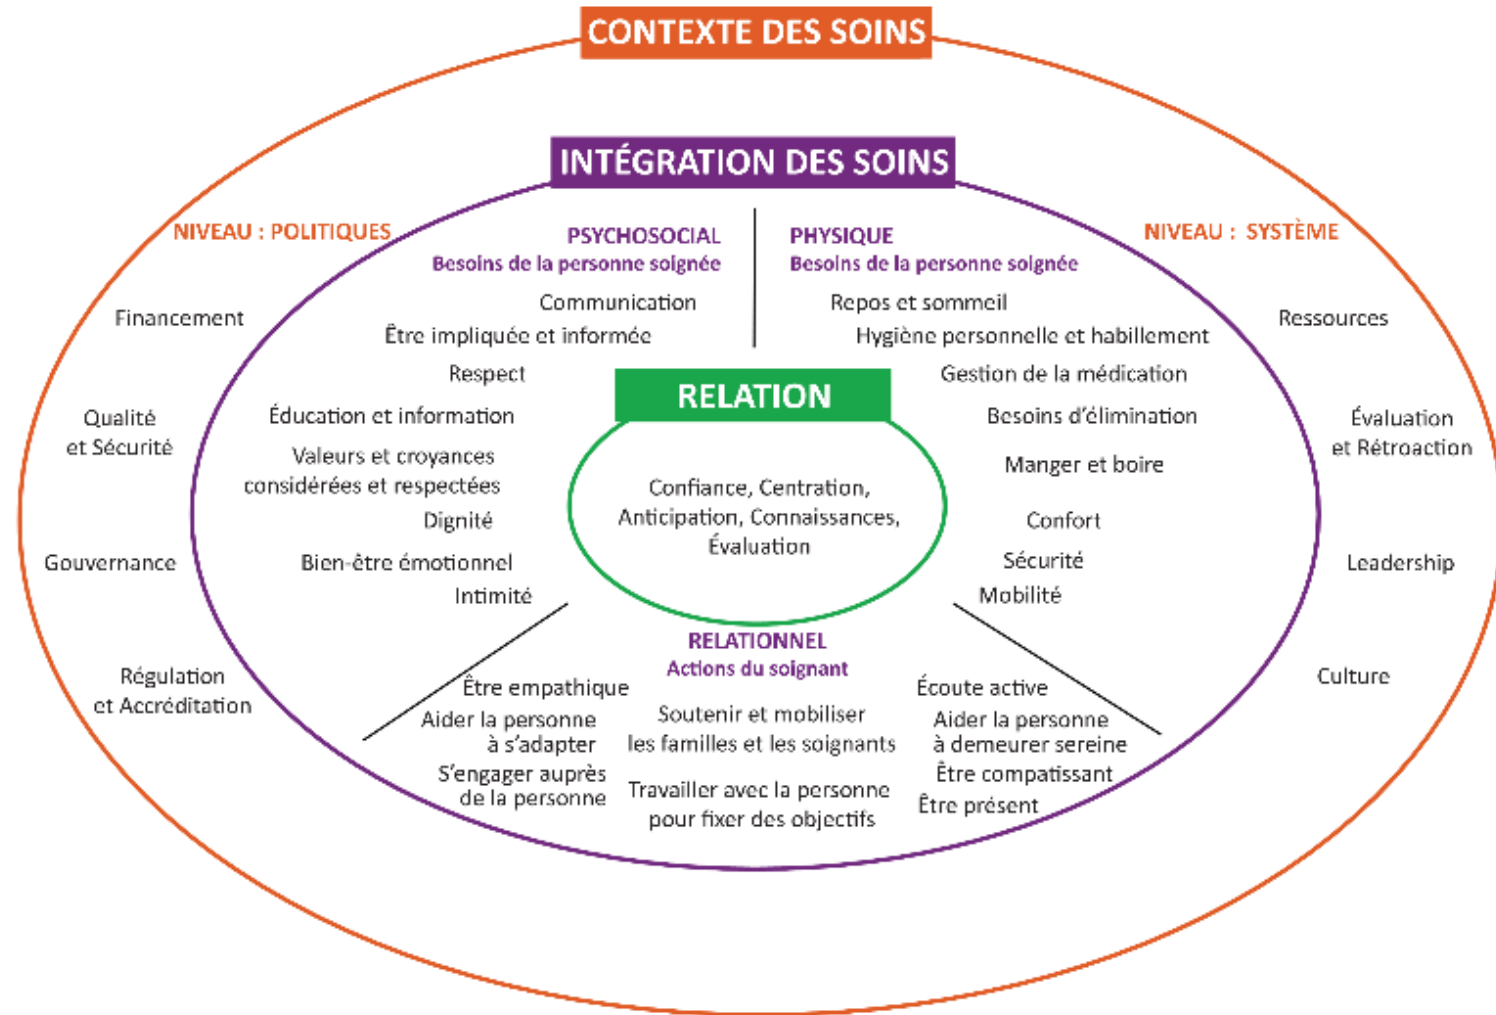 CONTEXTE DES SOINS
INTÉGRATION DES SOINS
NIVEAU : POLITIQUES
Financement
Qualité
et Sécurité
Gouvernance
Régulation
et Accréditation
PSYCHOSOCIAL
Besoins de la personne soignée
Communication
Être impliquée et informée
Respect
Éducation et information
Valeurs et croyances
considérées et respectées
Dignité
Bien-être émotionnel
Intimité
PHYSIQUE
Besoins de la personne soignée
Repos et sommeil
Hygiène personnelle et habillement
Gestion de la médication
Besoins d'élimination
Manger et boire
Confort
Sécurité
Mobilité
NIVEAU : SYSTÈME
Ressources
Évaluation
et Rétroaction
Leadership
Culture
RELATION
Confiance, Centration,
Anticipation, Connaissances,
Évaluation
RELATIONNEL
Actions du soignant
Être empathique
Aider la personne
à s'adapter
S'engager auprès
de la personne
Soutenir et mobiliser
les familles et les soignants
Travailler avec la personne
pour fixer des objectifs
Écoute active
Aider la personne
à demeurer sereine
Être compatissant
Être présent